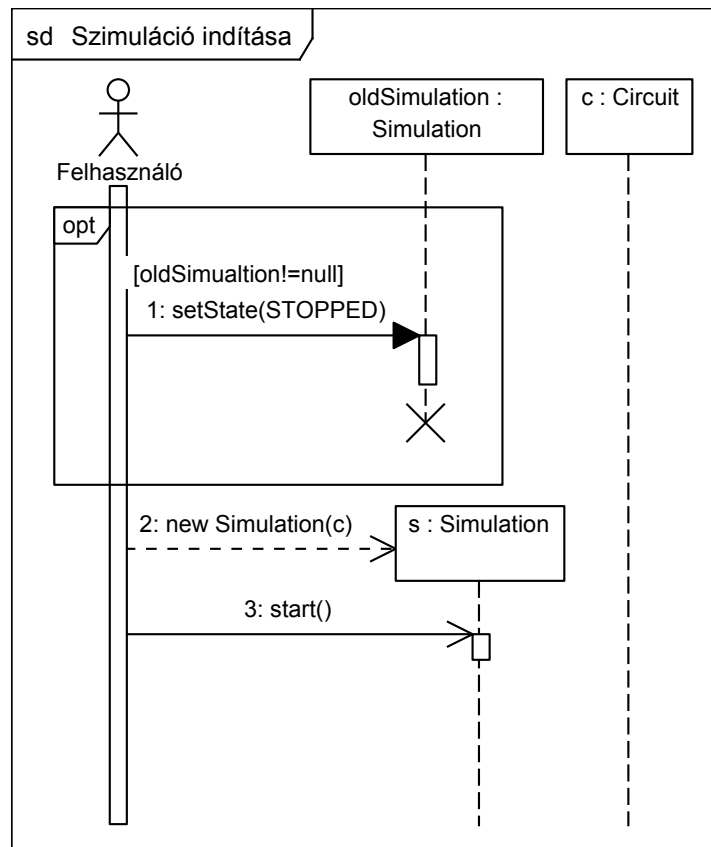 sd Szimuláció indítása
oldSimulation :
Simulation
c : Circuit
Felhasználó
opt
[oldSimualtion!=null]
1: setState(STOPPED)
2: new Simulation(c)
s : Simulation
3: start()